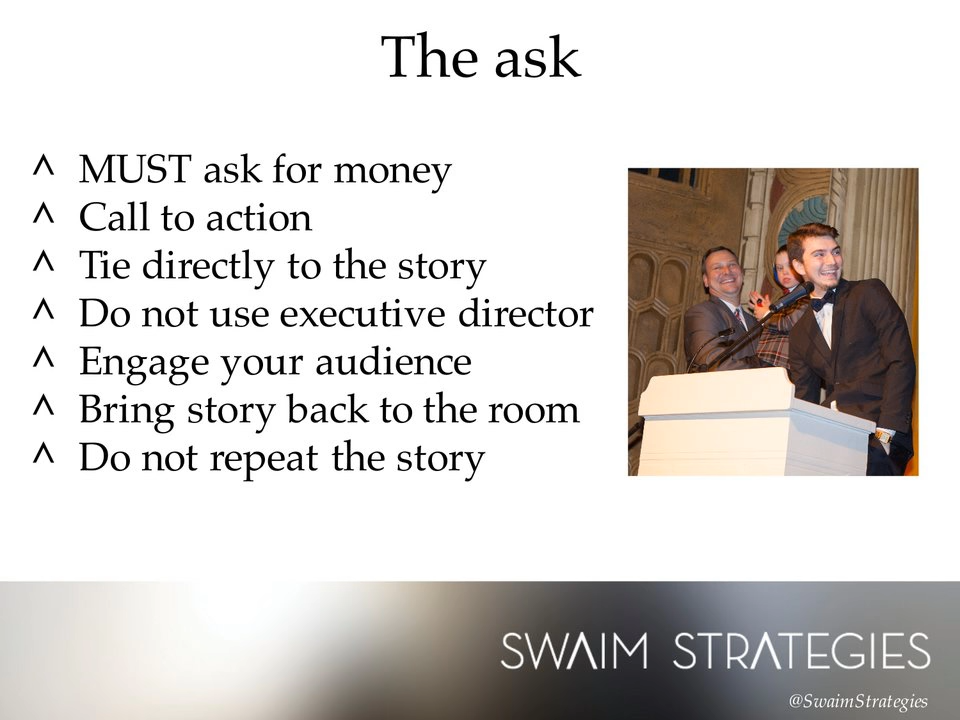 The ask
^ MUST ask for money
^ Call to action
^ Tie directly to the story
^ Do not use executive director
^ Engage your audience
^ Bring story back to the room
^ Do not repeat the story
SWAIM STRATEGIES
@SwaimStrategies